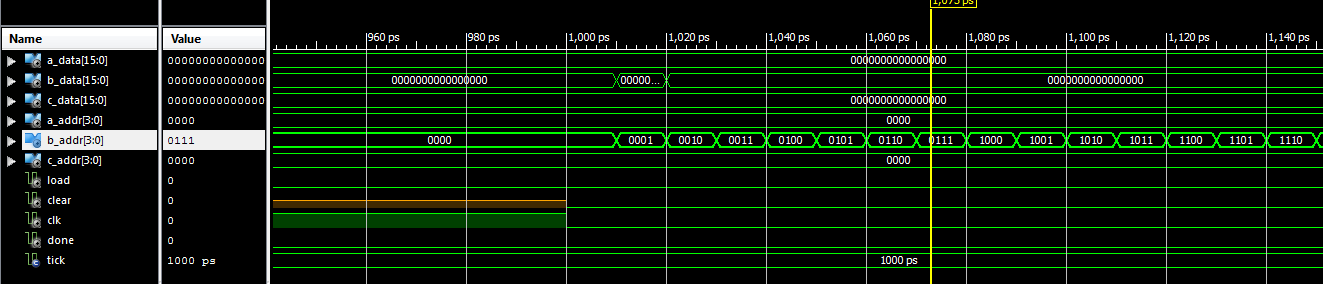 1,073 ps
Name Value 960 ps 980 ps 1,000 ps 1,020 ps 1,040 ps 1,060 ps 1,080 ps 1,100 ps 1,120 ps 1,140 ps
a_data[15:0] 00000000000000 0000000000000000
b_data[15:0] 00000000000000 0000000000000000 00000... 0000000000000000
c_data[15:0] 00000000000000 0000000000000000
a_addr[3:0] 0000 0000
b_addr[3:0] 0111 0000 0001 0010 0011 0100 0101 0110 0111 1000 1001 1010 1011 1100 1101 1110
c_addr[3:0] 0000 0000
load 0
clear 0
clk 0
done 0
tick 1000 ps 1000 ps